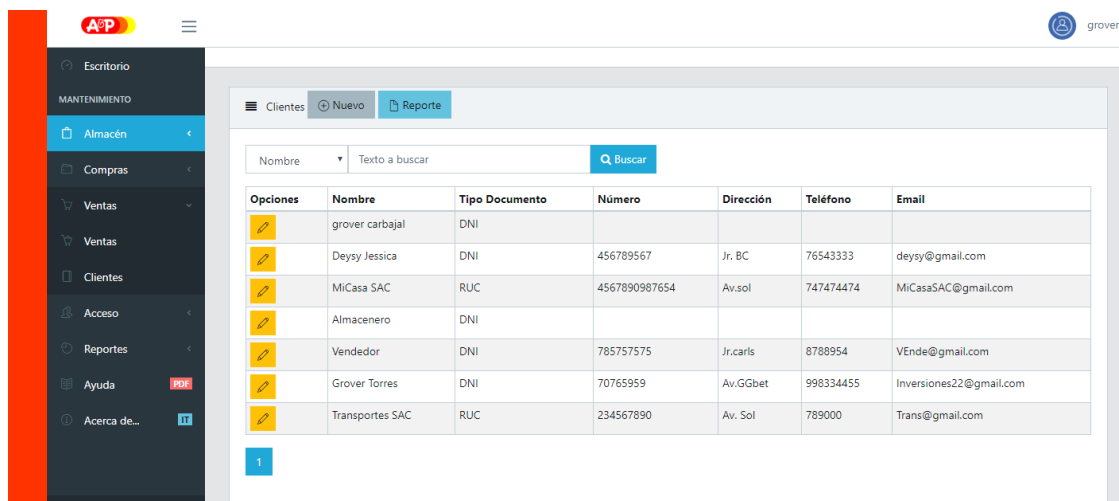 A&P
grover
Escritorio
MANTENIMIENTO
Almacén
Compras
Ventas
Ventas
Clientes
Acceso
Reportes
Ayuda PDF
Acerca de... IT
Clientes Nuevo Reporte
Nombre Texto a buscar Buscar
Opciones Nombre Tipo Documento Número Dirección Teléfono Email
grover carbajal DNI
Deysy Jessica DNI 456789567 Jr. BC 76543333 deysy@gmail.com
MiCasa SAC RUC 4567890987654 Av.sol 747474474 MiCasaSAC@gmail.com
Almacenero DNI
Vendedor DNI 785757575 Jr.carls 8788954 VEnde@gmail.com
Grover Torres DNI 70765959 Av.GGbet 998334455 Inversiones22@gmail.com
Transportes SAC RUC 234567890 Av. Sol 789000 Trans@gmail.com
1